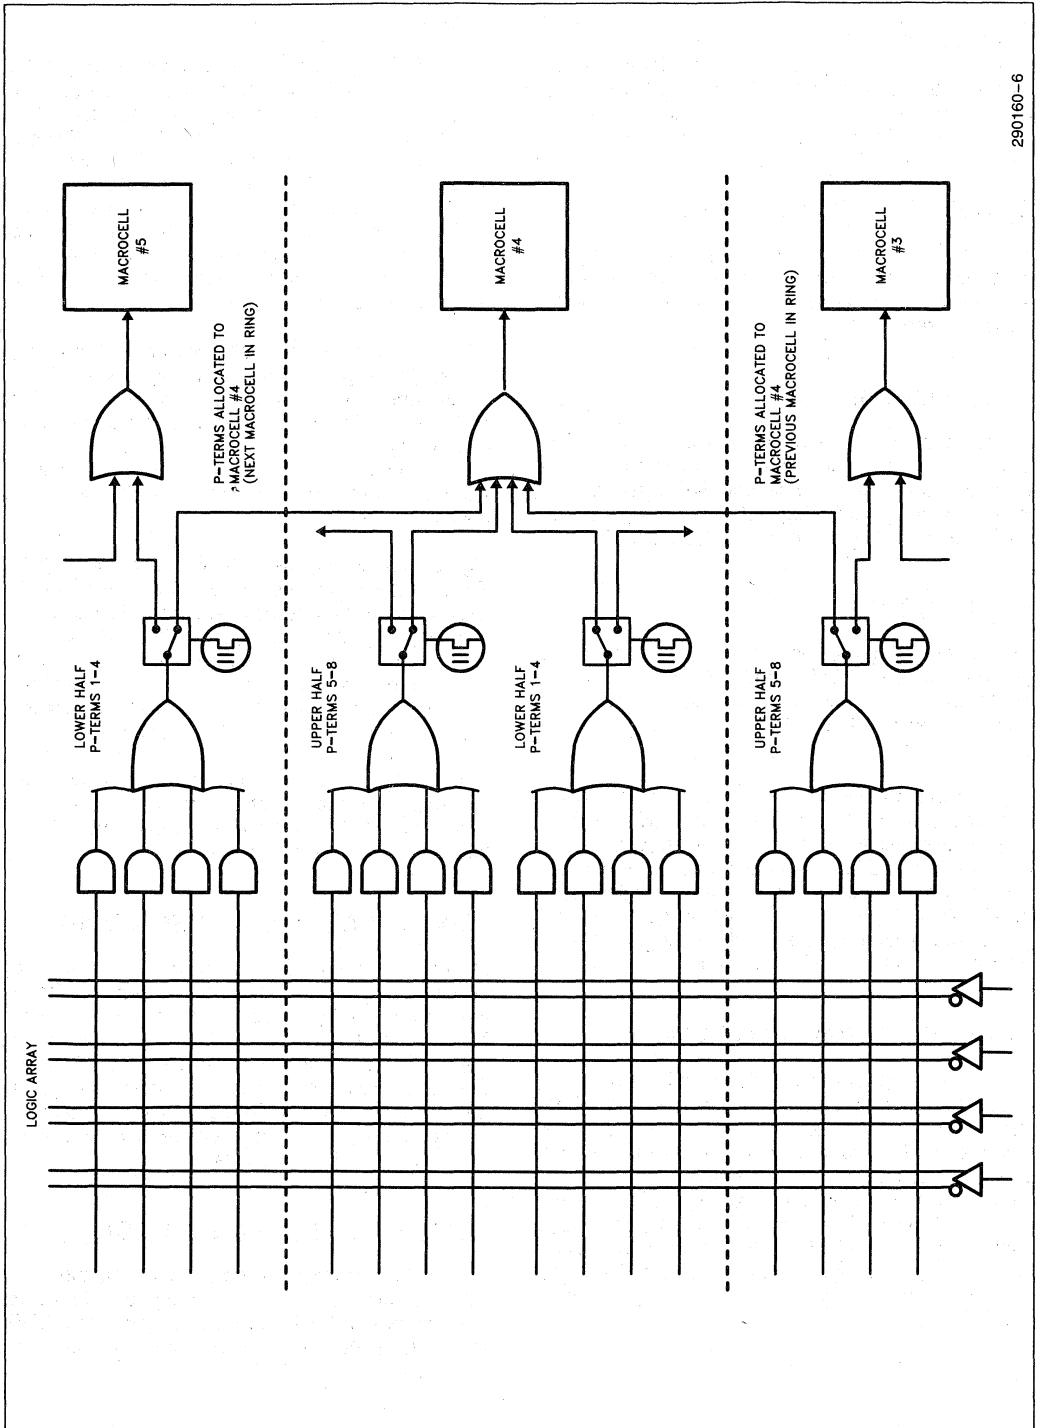 290160-6
MACROCELL
#5
MACROCELL
#4
MACROCELL
#3
P-TERMS ALLOCATED TO
MACROCELL #4
(NEXT MACROCELL IN RING)
P-TERMS ALLOCATED TO
MACROCELL #4
(PREVIOUS MACROCELL IN RING)
LOWER HALF
P-TERMS 1-4
UPPER HALF
P-TERMS 5-8
LOWER HALF
P-TERMS 1-4
UPPER HALF
P-TERMS 5-8
LOGIC ARRAY